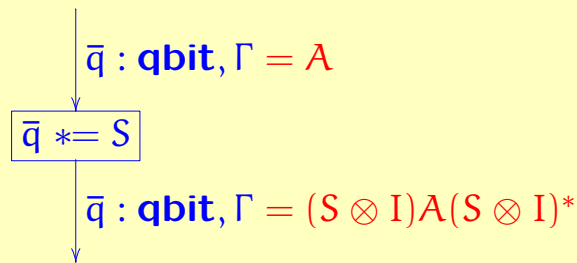 q̄ : qbit, Γ = A
q̄ *= S
q̄ : qbit, Γ = (S ⊗ I)A(S ⊗ I)*